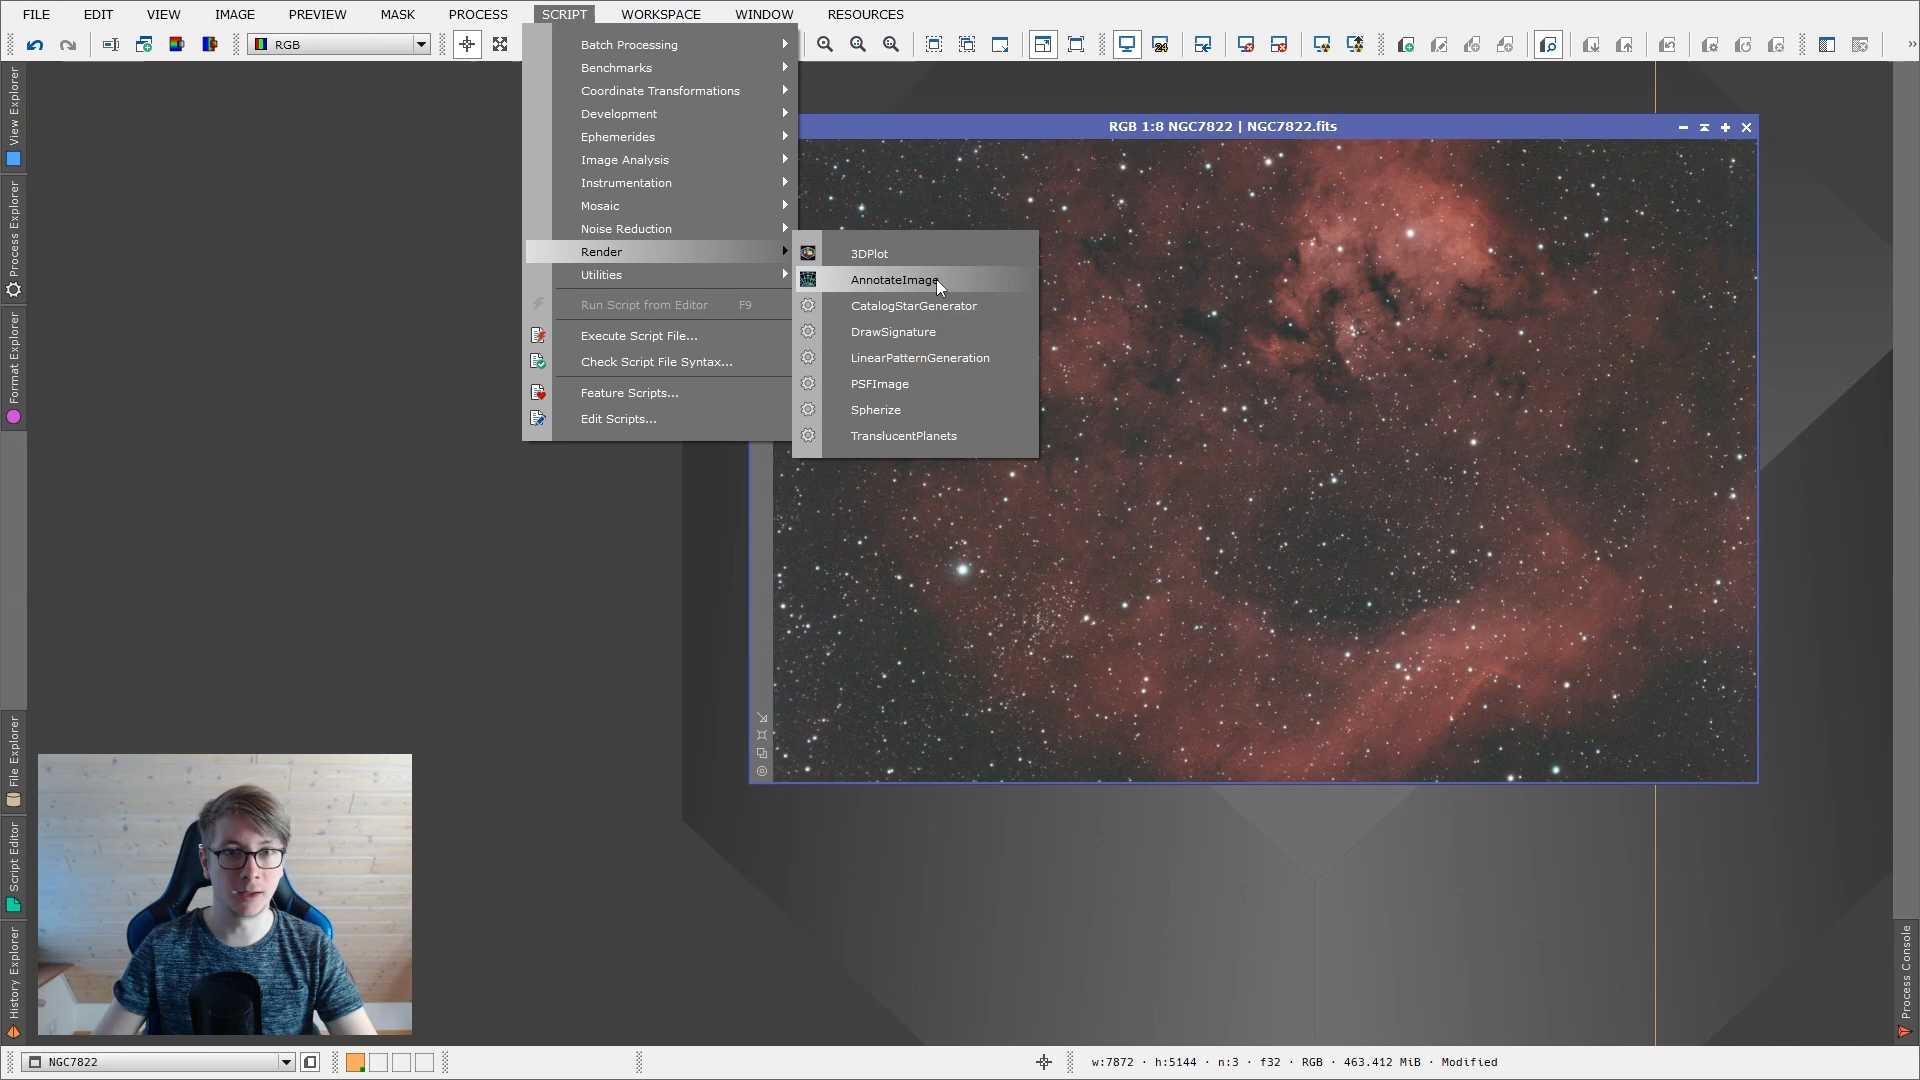 FILE EDIT VIEW IMAGE PREVIEW MASK PROCESS SCRIPT WORKSPACE WINDOW RESOURCES
RGB
24
View Explorer
Process Explorer
Format Explorer
File Explorer
Script Editor
History Explorer
Batch Processing
Benchmarks
Coordinate Transformations
Development
Ephemerides
Image Analysis
Instrumentation
Mosaic
Noise Reduction
Render
Utilities
Run Script from Editor F9
Execute Script File...
Check Script File Syntax...
Feature Scripts...
Edit Scripts...
3DPlot
AnnotateImage
CatalogStarGenerator
DrawSignature
LinearPatternGeneration
PSFImage
Spherize
TranslucentPlanets
RGB 1:8 NGC7822 | NGC7822.fits
Process Console
NGC7822
w:7872 · h:5144 · n:3 · f32 · RGB · 463.412 MiB · Modified